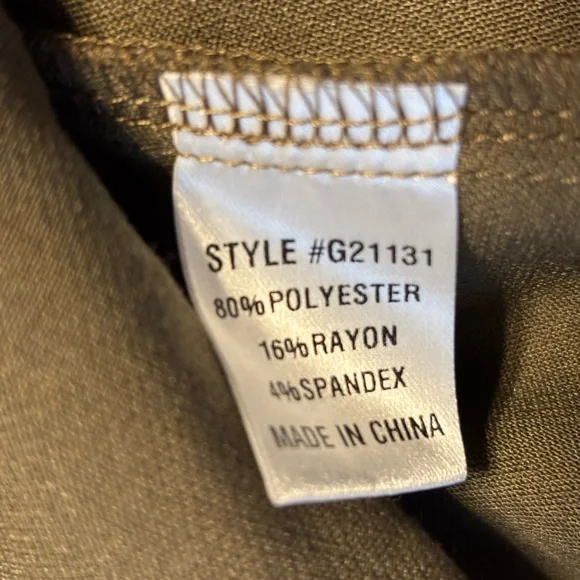 STYLE #G21131
80%POLYESTER
16%RAYON
4%SPANDEX
MADE IN CHINA